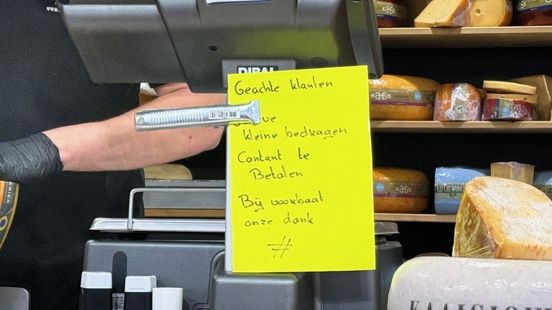 DIBAL
Geachte klanten
kleine bedragen
Contant te
Betalen
Bij voorbaat
onze dank
#